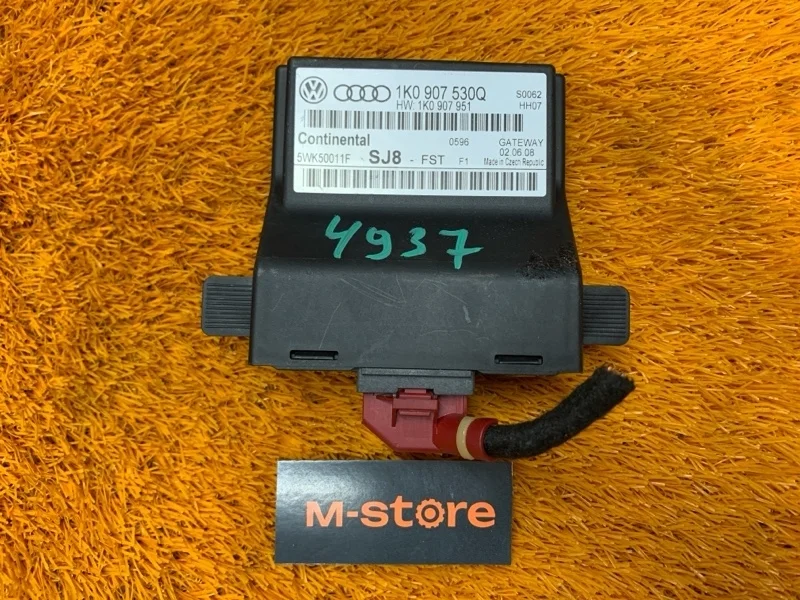 1K0 907 530Q S0062
HW: 1K0 907 951 HH07
Continental 0596 GATEWAY
5WK50011F SJ8 - FST F1 02.06.08
Made in Czech Republic
4937
M-store